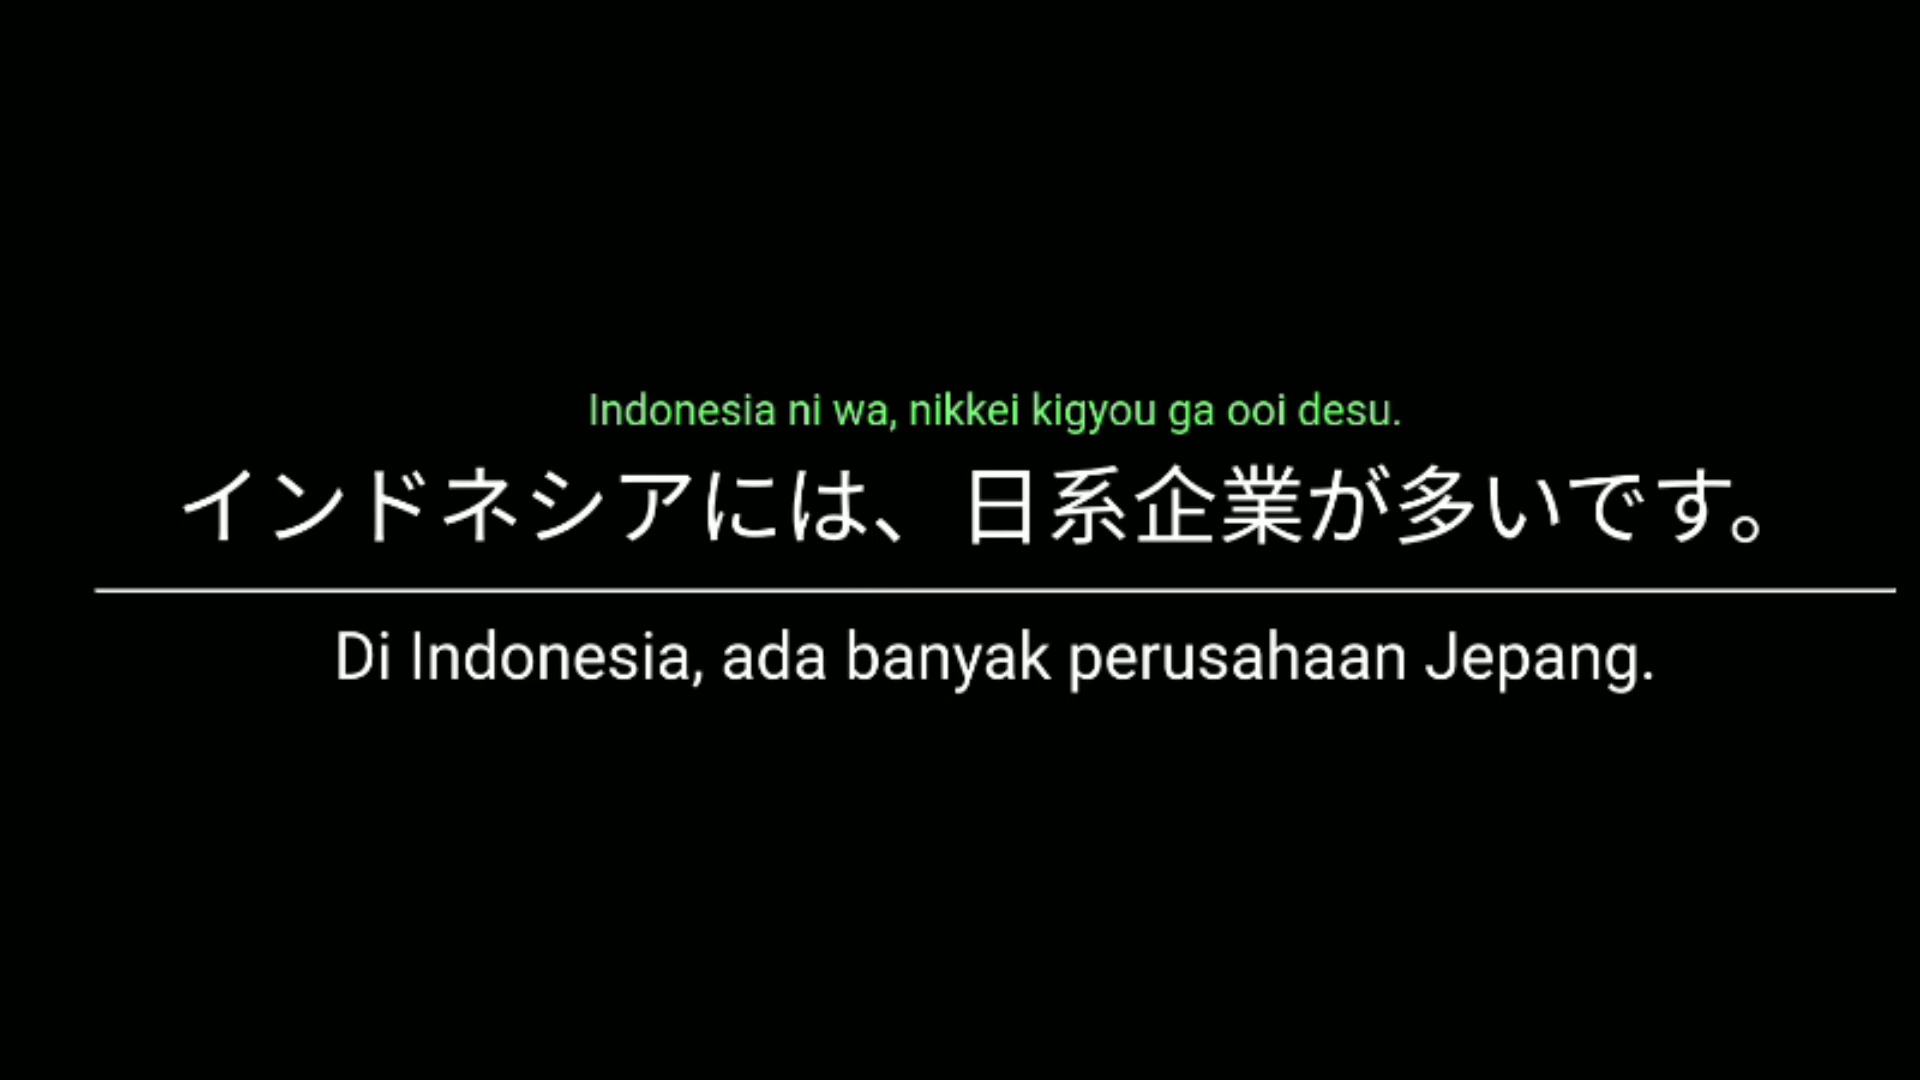 Indonesia ni wa, nikkei kigyou ga ooi desu.
インドネシアには、日系企業が多いです。
Di Indonesia, ada banyak perusahaan Jepang.